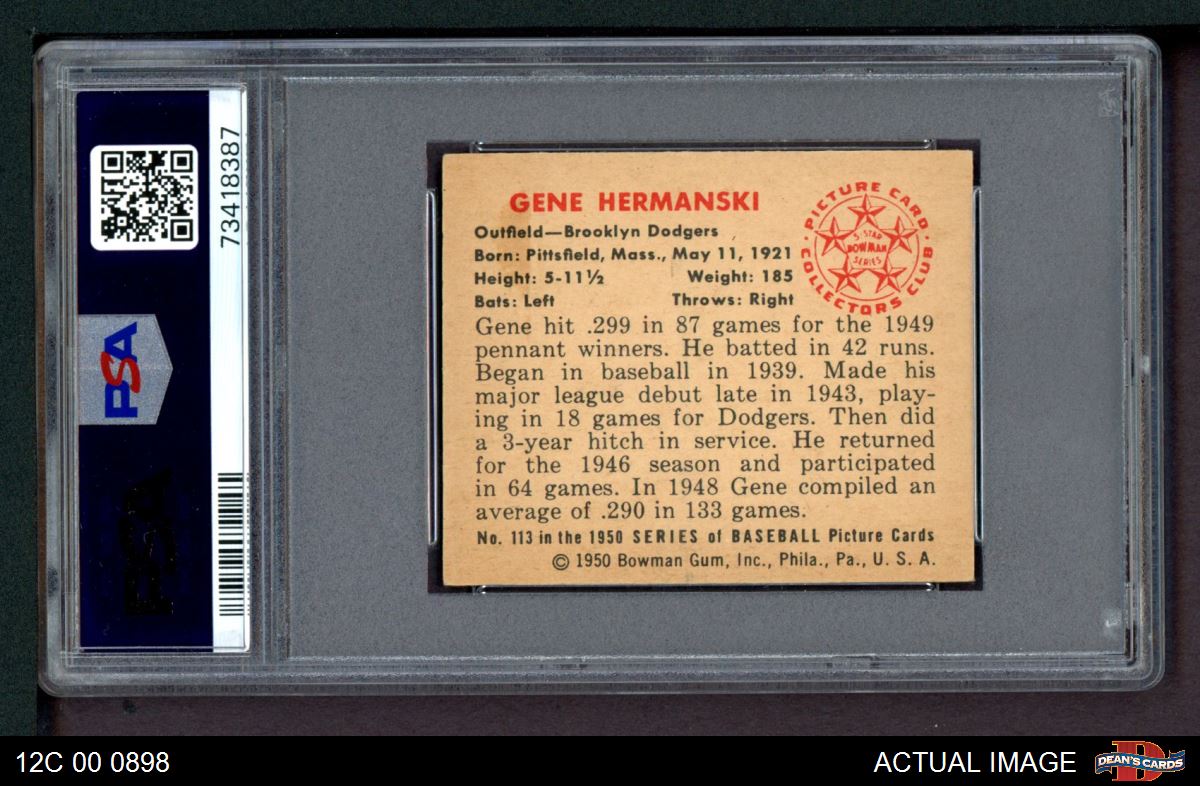 73418387
PSA
PSA
GENE HERMANSKI
Outfield—Brooklyn Dodgers
Born: Pittsfield, Mass., May 11, 1921
Height: 5-11½ Weight: 185
Bats: Left Throws: Right
PICTURE CARD
COLLECTORS CLUB
5-STAR
BOWMAN
SERIES
Gene hit .299 in 87 games for the 1949
pennant winners. He batted in 42 runs.
Began in baseball in 1939. Made his
major league debut late in 1943, play-
ing in 18 games for Dodgers. Then did
a 3-year hitch in service. He returned
for the 1946 season and participated
in 64 games. In 1948 Gene compiled an
average of .290 in 133 games.
No. 113 in the 1950 SERIES of BASEBALL Picture Cards
© 1950 Bowman Gum, Inc., Phila., Pa., U. S. A.
12C 00 0898
ACTUAL IMAGE
DEAN'S CARDS